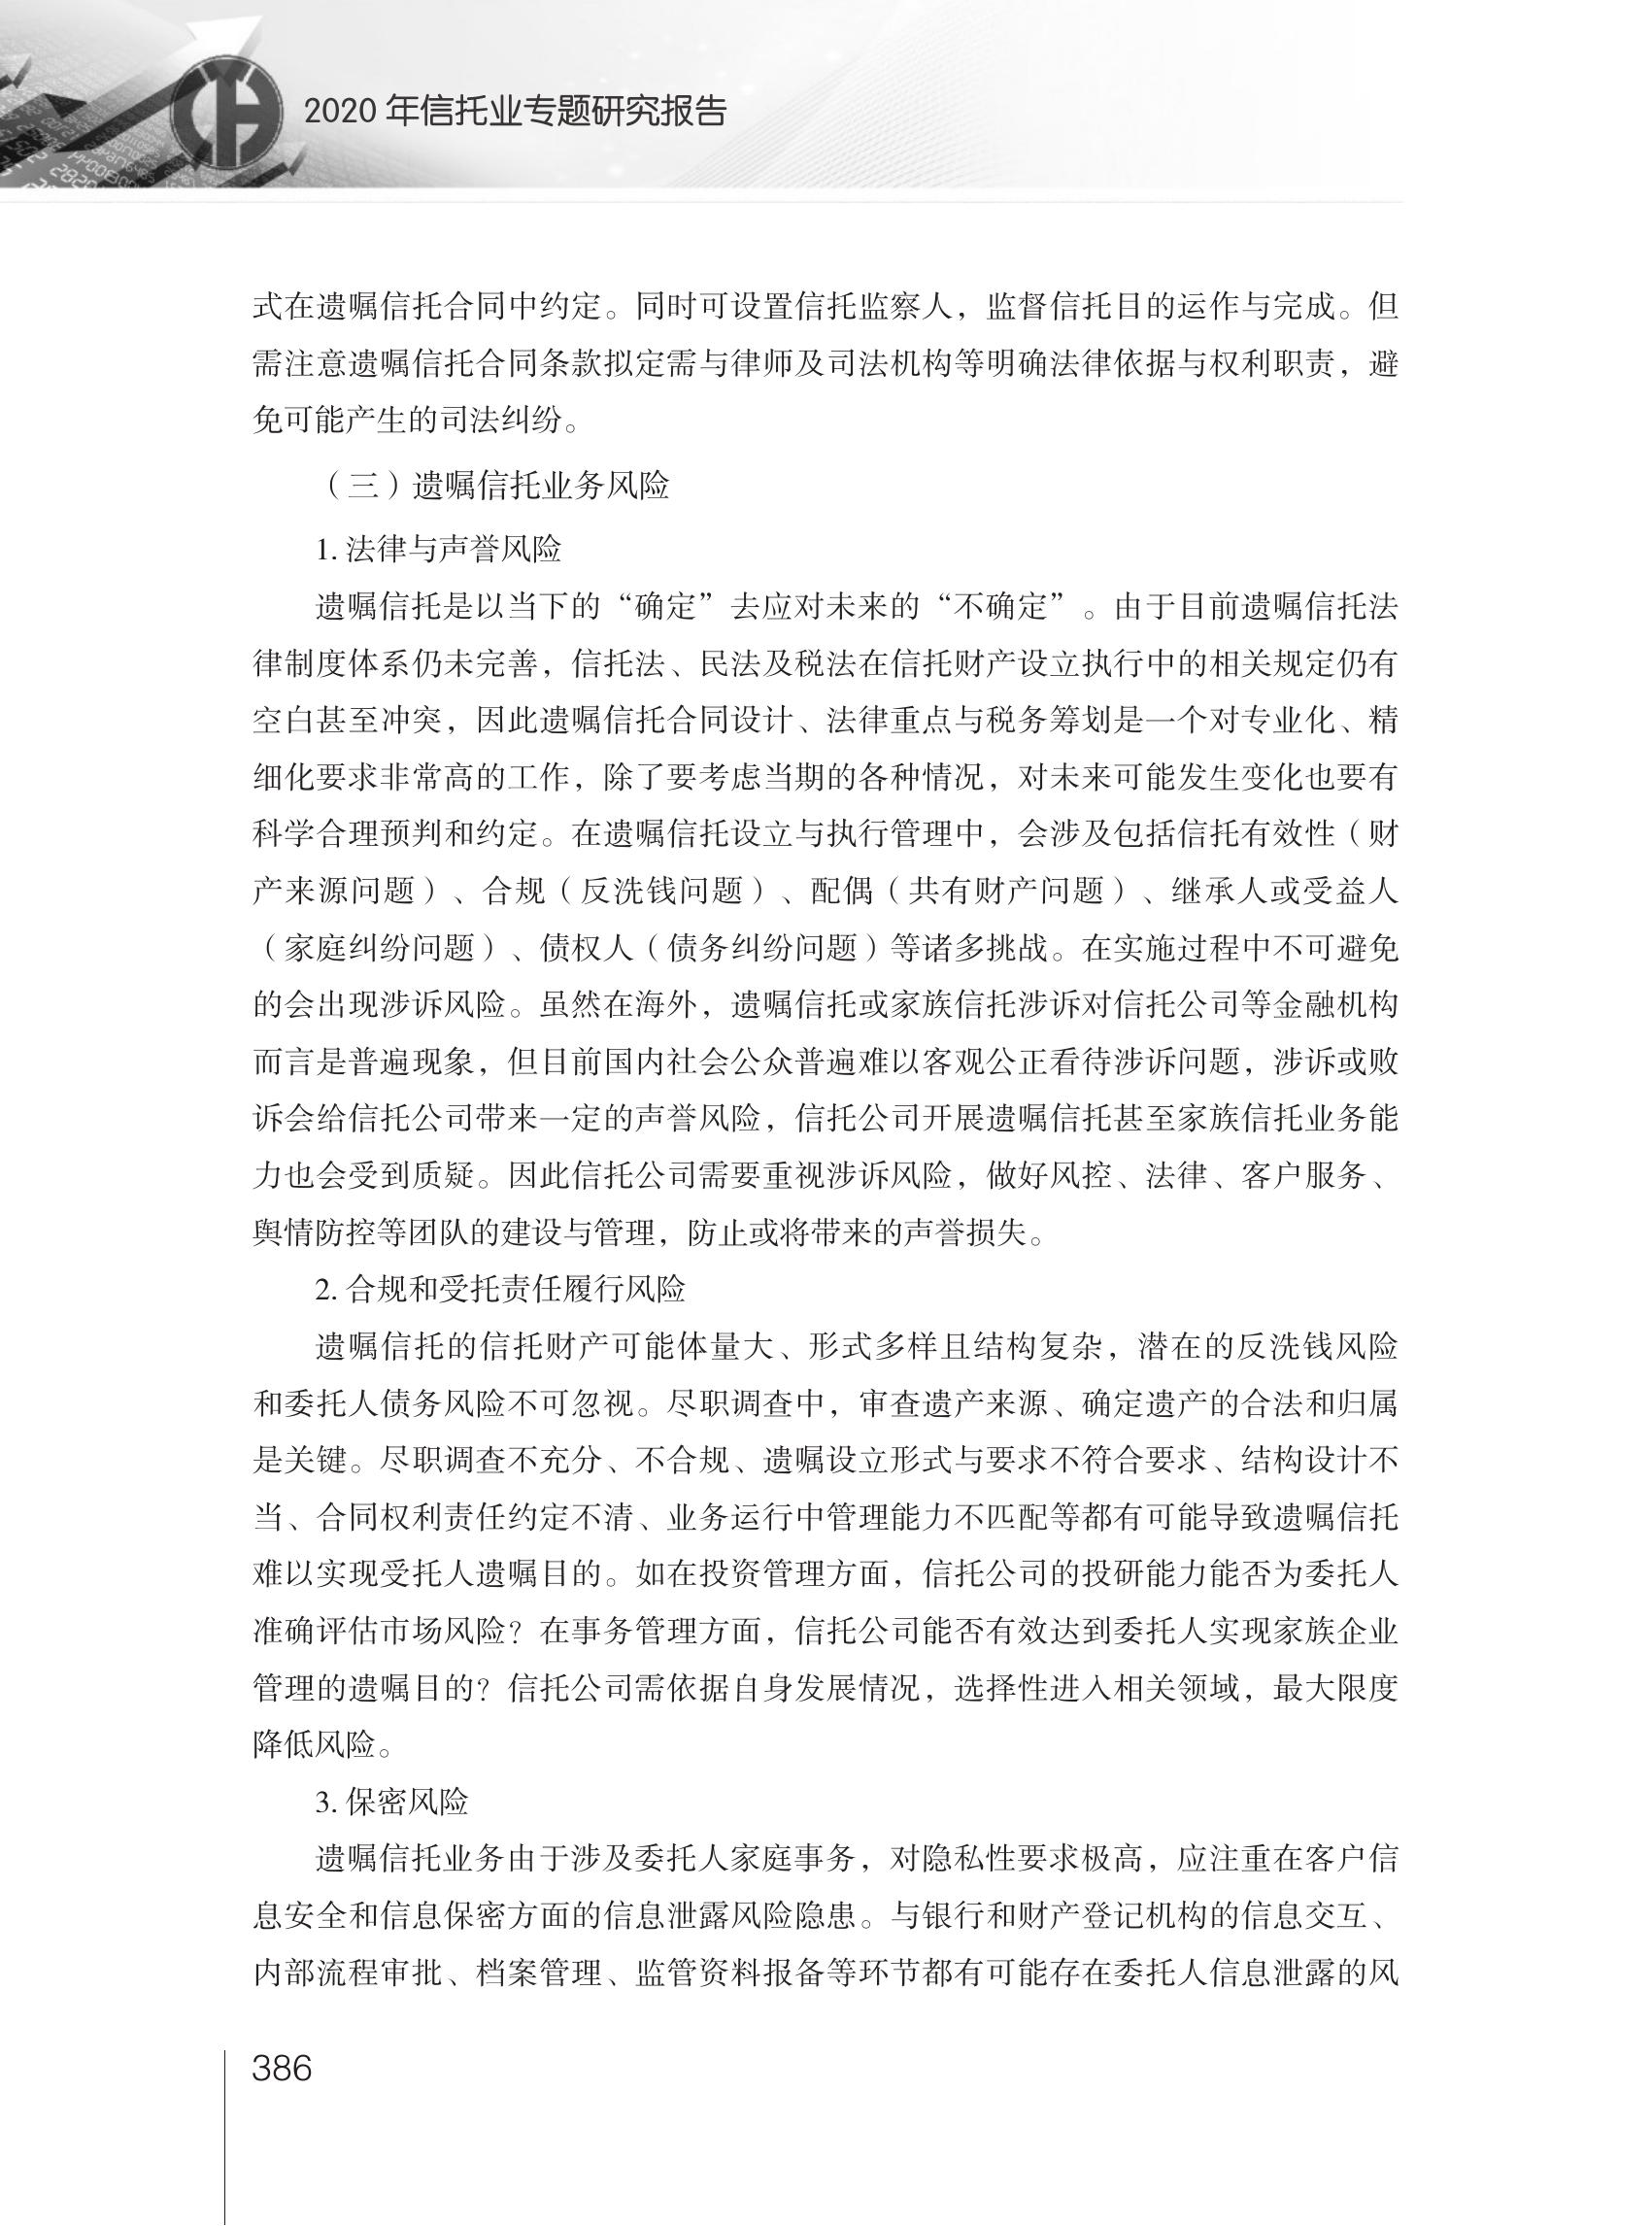 2020 年信托业专题研究报告
式在遗嘱信托合同中约定。同时可设置信托监察人，监督信托目的运作与完成。但
需注意遗嘱信托合同条款拟定需与律师及司法机构等明确法律依据与权利职责，避
免可能产生的司法纠纷。
（三）遗嘱信托业务风险
1. 法律与声誉风险
遗嘱信托是以当下的“确定”去应对未来的“不确定”。由于目前遗嘱信托法
律制度体系仍未完善，信托法、民法及税法在信托财产设立执行中的相关规定仍有
空白甚至冲突，因此遗嘱信托合同设计、法律重点与税务筹划是一个对专业化、精
细化要求非常高的工作，除了要考虑当期的各种情况，对未来可能发生变化也要有
科学合理预判和约定。在遗嘱信托设立与执行管理中，会涉及包括信托有效性（财
产来源问题）、合规（反洗钱问题）、配偶（共有财产问题）、继承人或受益人
（家庭纠纷问题）、债权人（债务纠纷问题）等诸多挑战。在实施过程中不可避免
的会出现涉诉风险。虽然在海外，遗嘱信托或家族信托涉诉对信托公司等金融机构
而言是普遍现象，但目前国内社会公众普遍难以客观公正看待涉诉问题，涉诉或败
诉会给信托公司带来一定的声誉风险，信托公司开展遗嘱信托甚至家族信托业务能
力也会受到质疑。因此信托公司需要重视涉诉风险，做好风控、法律、客户服务、
舆情防控等团队的建设与管理，防止或将带来的声誉损失。
2. 合规和受托责任履行风险
遗嘱信托的信托财产可能体量大、形式多样且结构复杂，潜在的反洗钱风险
和委托人债务风险不可忽视。尽职调查中，审查遗产来源、确定遗产的合法和归属
是关键。尽职调查不充分、不合规、遗嘱设立形式与要求不符合要求、结构设计不
当、合同权利责任约定不清、业务运行中管理能力不匹配等都有可能导致遗嘱信托
难以实现受托人遗嘱目的。如在投资管理方面，信托公司的投研能力能否为委托人
准确评估市场风险？在事务管理方面，信托公司能否有效达到委托人实现家族企业
管理的遗嘱目的？信托公司需依据自身发展情况，选择性进入相关领域，最大限度
降低风险。
3. 保密风险
遗嘱信托业务由于涉及委托人家庭事务，对隐私性要求极高，应注重在客户信
息安全和信息保密方面的信息泄露风险隐患。与银行和财产登记机构的信息交互、
内部流程审批、档案管理、监管资料报备等环节都有可能存在委托人信息泄露的风
386